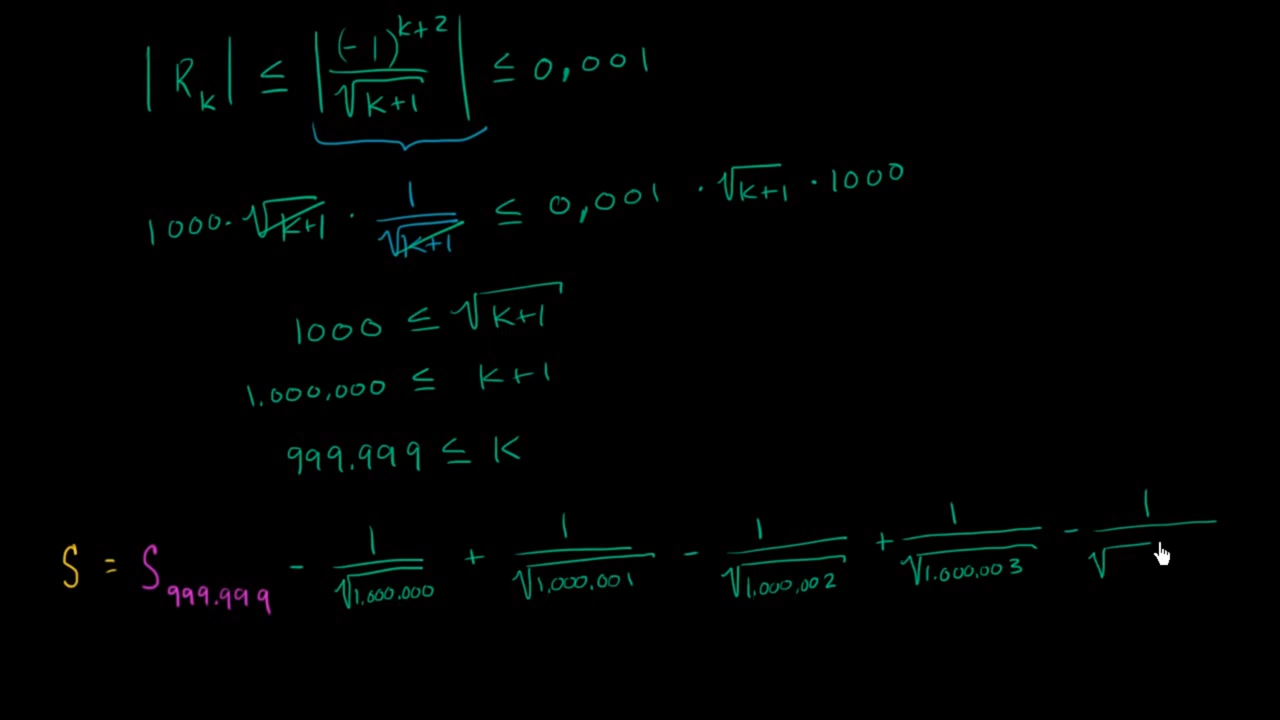 |R_k| ≤ |(-1)^{k+2} / √(k+1)| ≤ 0,001
1000 · √(k+1) · 1/√(k+1) ≤ 0,001 · √(k+1) · 1000
1000 ≤ √(k+1)
1.000,000 ≤ k+1
999.999 ≤ K
S = S_{999.999} - 1/√1,000.000 + 1/√1,000,001 - 1/√1,000,002 + 1/√1.000,003 - 1/√